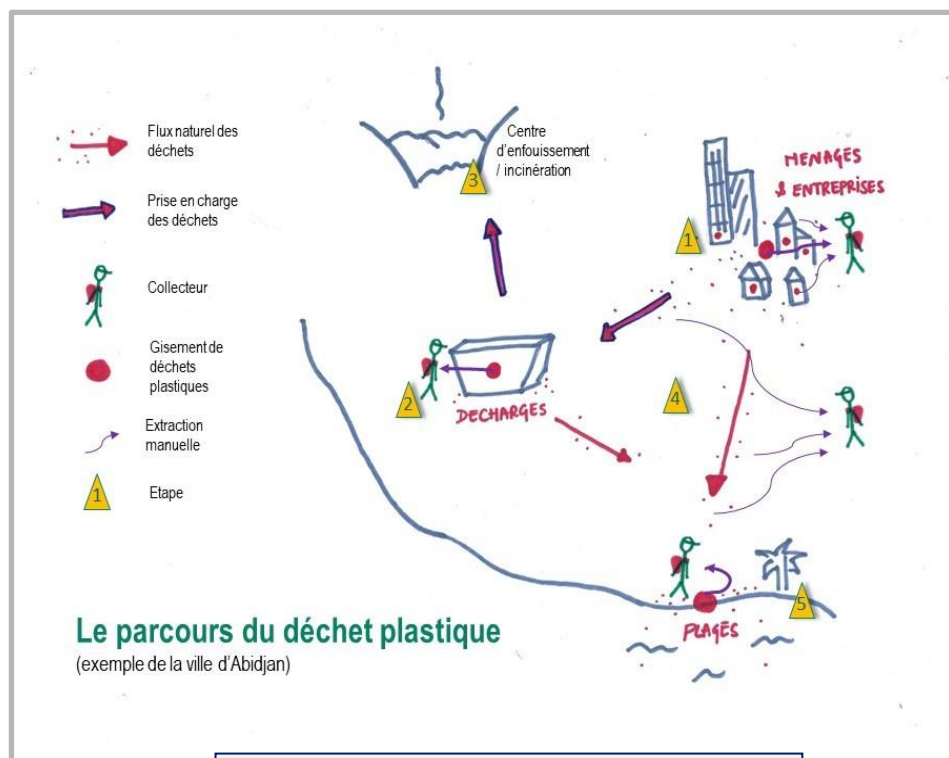 Flux naturel des
déchets
Prise en charge
des déchets
Collecteur
Gisement de
déchets
plastiques
Extraction
manuelle
1
Etape
Centre
d'enfouissement
/ incinération
3
MENAGES
& ENTREPRISES
1
2
DECHARGES
4
PLAGES
5
Le parcours du déchet plastique
(exemple de la ville d'Abidjan)